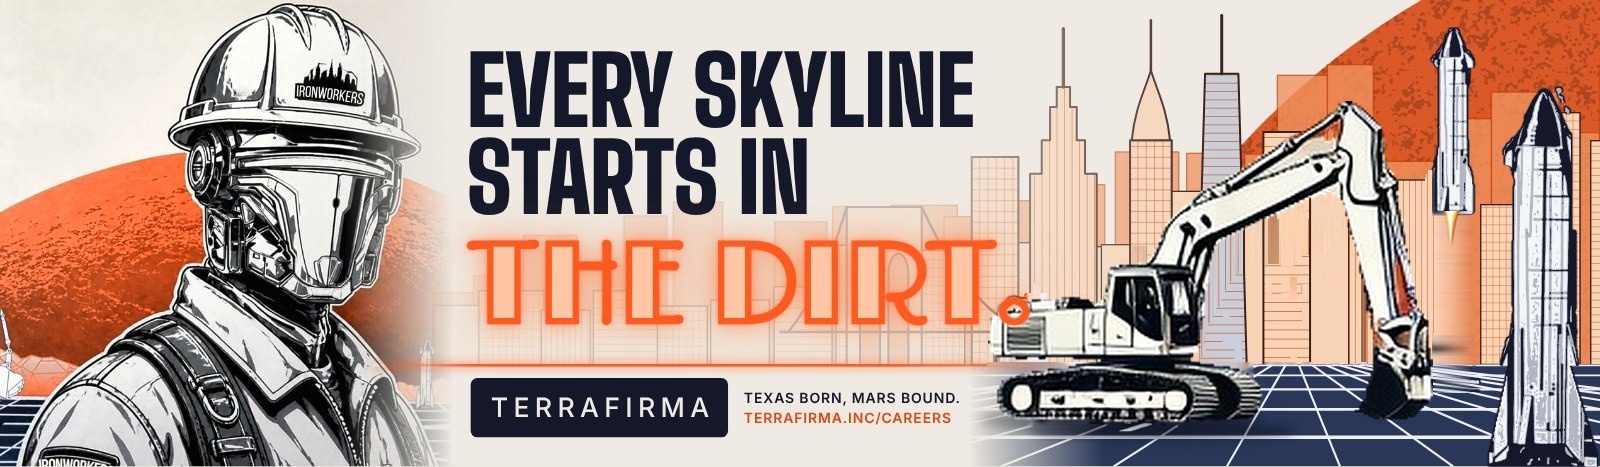 IRONWORKERS
EVERY SKYLINE
STARTS IN
THE DIRT.
TERRAFIRMA
TEXAS BORN, MARS BOUND.
TERRAFIRMA.INC/CAREERS
IRONWORKERS